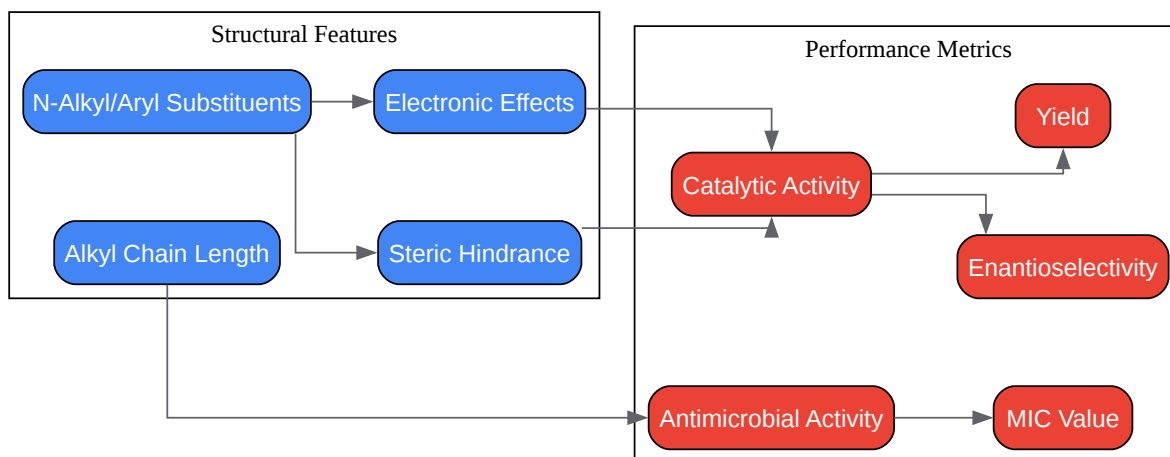 Structural Features
N-Alkyl/Aryl Substituents
Electronic Effects
Alkyl Chain Length
Steric Hindrance
Performance Metrics
Yield
Catalytic Activity
Enantioselectivity
Antimicrobial Activity
MIC Value